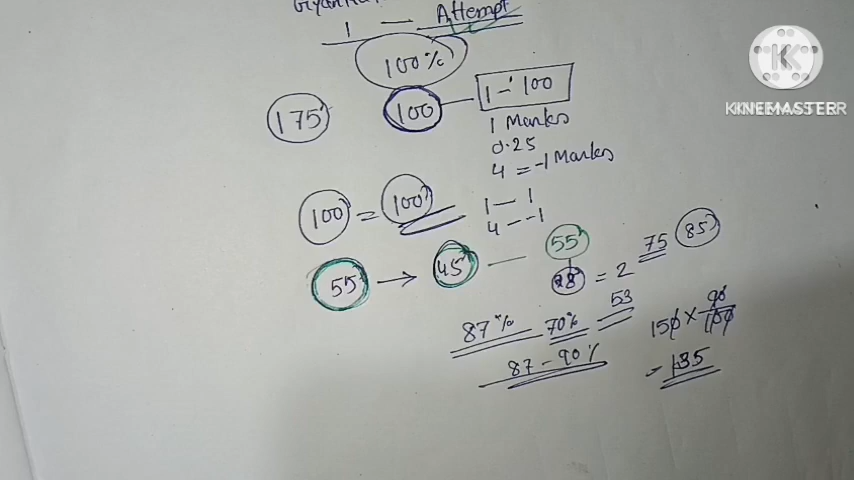 1 — Attempt
100%
175 100 — 1 - 100
1 Marks
0.25
4 = -1 Marks
100 = 100
1 — 1
4 — -1
55 → 45 — 55
28 = 2 75 85
53
87% 70%
87 - 90%
150 × 90/100
= 135
KINEMASTER